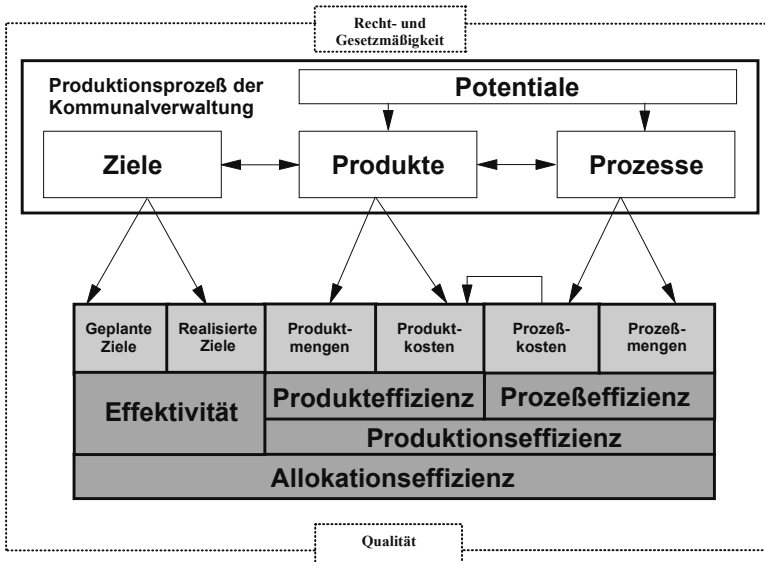 Recht- und
Gesetzmäßigkeit
Produktionsprozeß der
Kommunalverwaltung
Potentiale
Ziele
Produkte
Prozesse
Geplante
Ziele
Realisierte
Ziele
Produkt-
mengen
Produkt-
kosten
Prozeß-
kosten
Prozeß-
mengen
Effektivität
Produkteffizienz
Prozeßeffizienz
Produktionseffizienz
Allokationseffizienz
Qualität